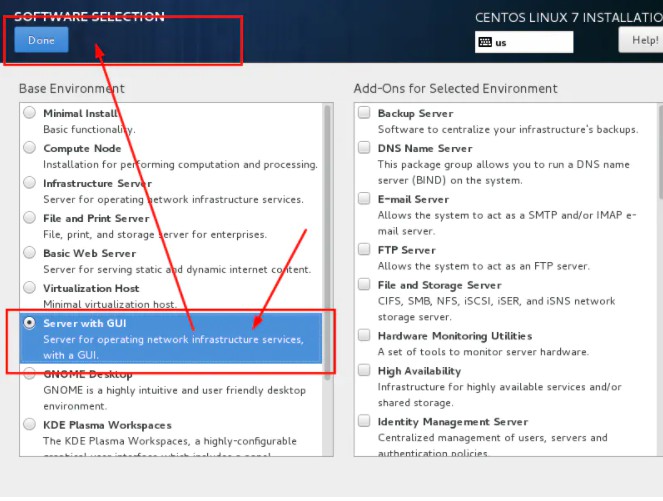 SOFTWARE SELECTION
CENTOS LINUX 7 INSTALLATIO
Done
us
Help!
Base Environment
Minimal Install
Basic functionality.
Compute Node
Installation for performing computation and processing.
Infrastructure Server
Server for operating network infrastructure services.
File and Print Server
File, print, and storage server for enterprises.
Basic Web Server
Server for serving static and dynamic internet content.
Virtualization Host
Minimal virtualization host.
Server with GUI
Server for operating network infrastructure services,
with a GUI.
GNOME Desktop
GNOME is a highly intuitive and user friendly desktop
environment.
KDE Plasma Workspaces
The KDE Plasma Workspaces, a highly-configurable
graphical user interface which includes a panel,
Add-Ons for Selected Environment
Backup Server
Software to centralize your infrastructure's backups.
DNS Name Server
This package group allows you to run a DNS name
server (BIND) on the system.
E-mail Server
Allows the system to act as a SMTP and/or IMAP e-
mail server.
FTP Server
Allows the system to act as an FTP server.
File and Storage Server
CIFS, SMB, NFS, iSCSI, iSER, and iSNS network
storage server.
Hardware Monitoring Utilities
A set of tools to monitor server hardware.
High Availability
Infrastructure for highly available services and/or
shared storage.
Identity Management Server
Centralized management of users, servers and
authentication policies.